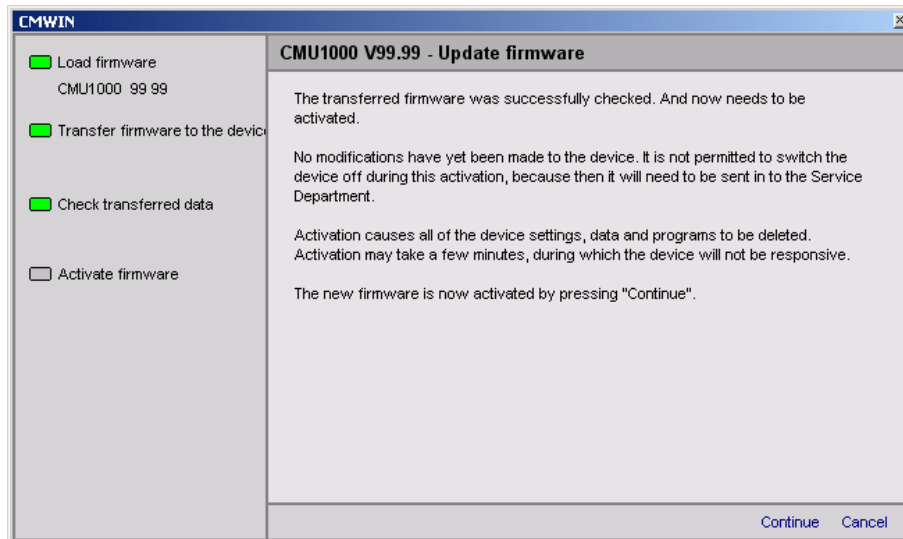 CMWIN
Load firmware
CMU1000 99 99
Transfer firmware to the device
Check transferred data
Activate firmware
CMU1000 V99.99 - Update firmware
The transferred firmware was successfully checked. And now needs to be
activated.
No modifications have yet been made to the device. It is not permitted to switch the
device off during this activation, because then it will need to be sent in to the Service
Department.
Activation causes all of the device settings, data and programs to be deleted.
Activation may take a few minutes, during which the device will not be responsive.
The new firmware is now activated by pressing "Continue".
Continue Cancel